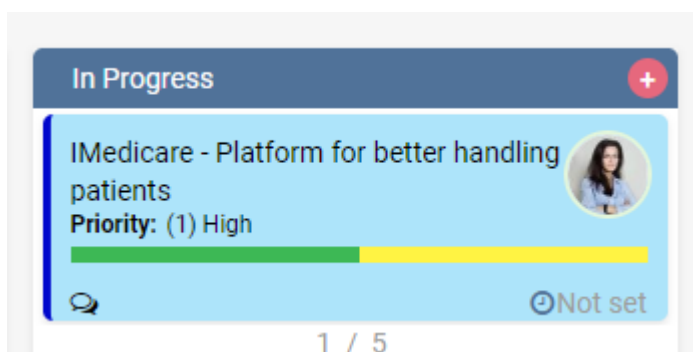 In Progress
+
IMedicare - Platform for better handling
patients
Priority: (1) High
Not set
1 / 5